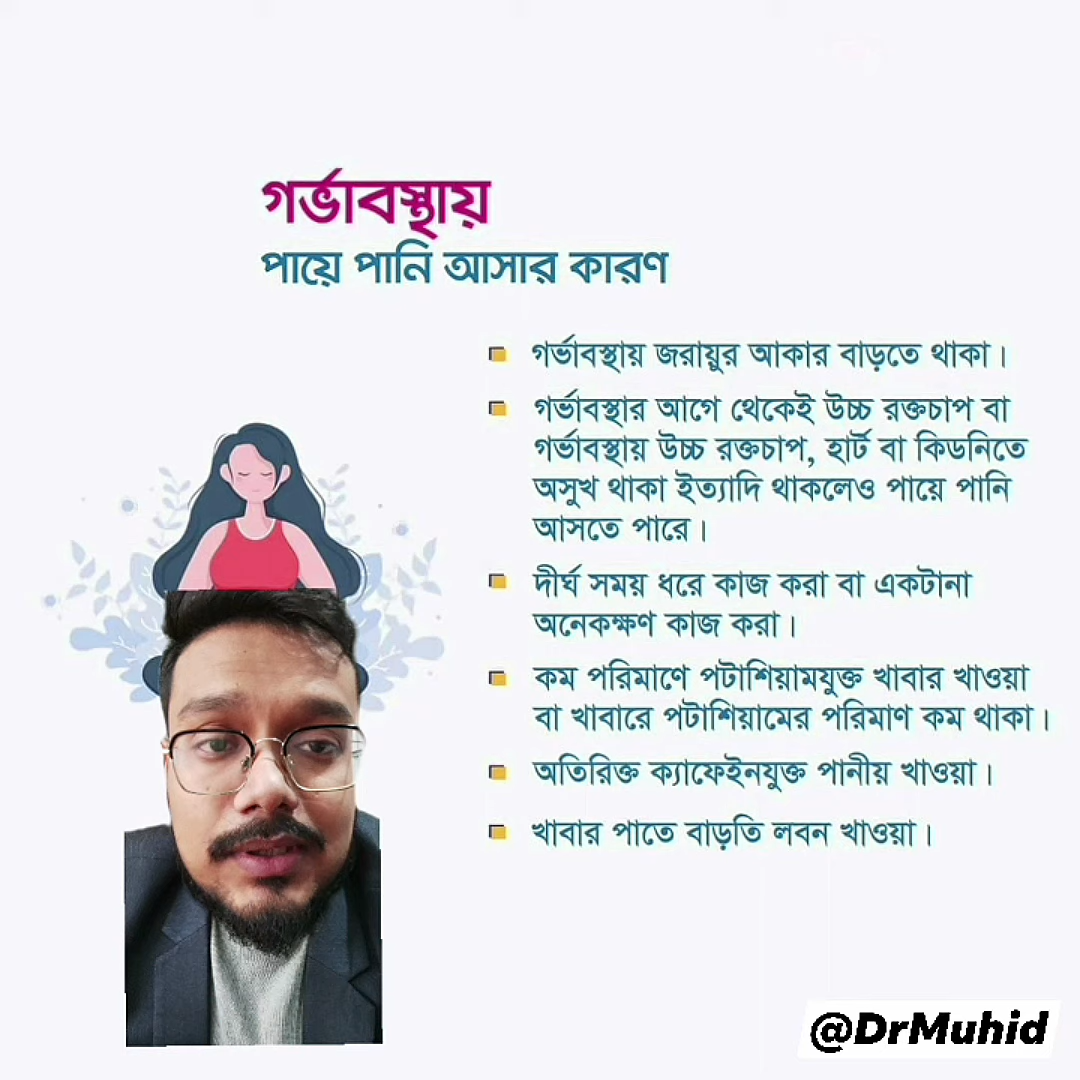 গর্ভাবস্থায়
পায়ে পানি আসার কারণ
গর্ভাবস্থায় জরায়ুর আকার বাড়তে থাকা।
গর্ভাবস্থার আগে থেকেই উচ্চ রক্তচাপ বা
গর্ভাবস্থায় উচ্চ রক্তচাপ, হার্ট বা কিডনিতে
অসুখ থাকা ইত্যাদি থাকলেও পায়ে পানি
আসতে পারে।
দীর্ঘ সময় ধরে কাজ করা বা একটানা
অনেকক্ষণ কাজ করা।
কম পরিমাণে পটাশিয়ামযুক্ত খাবার খাওয়া
বা খাবারে পটাশিয়ামের পরিমাণ কম থাকা।
অতিরিক্ত ক্যাফেইনযুক্ত পানীয় খাওয়া।
খাবার পাতে বাড়তি লবন খাওয়া।
@DrMuhid